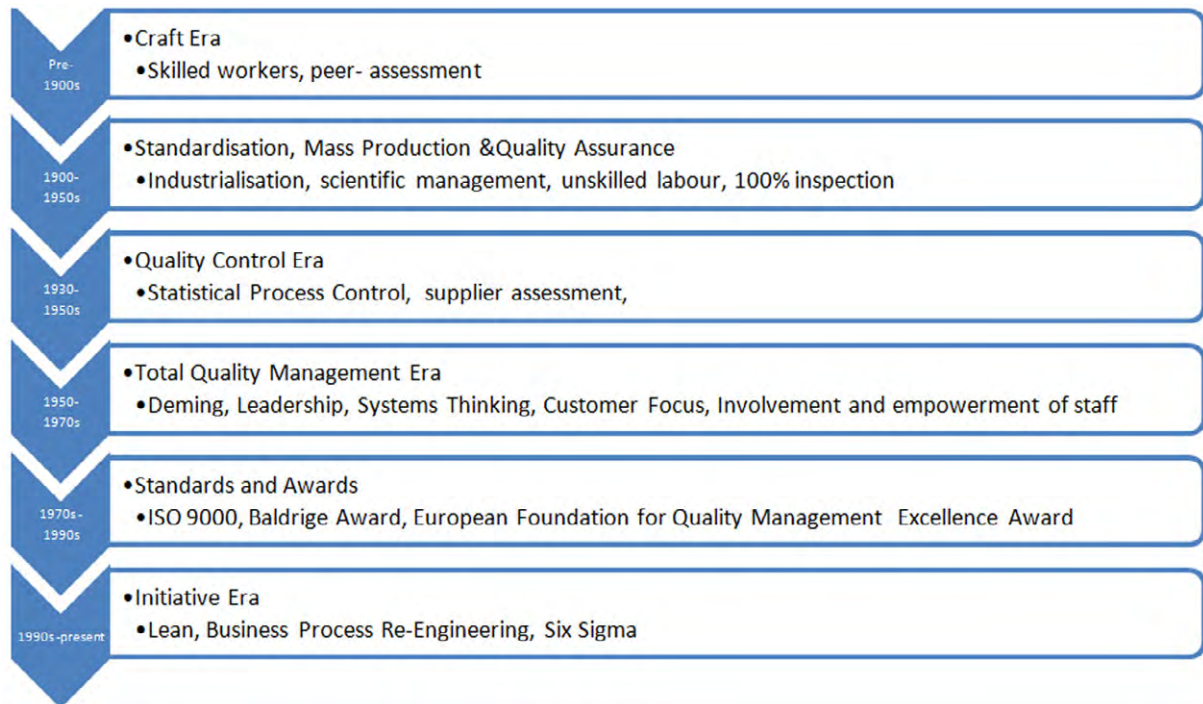 Pre-
1900s
•Craft Era
•Skilled workers, peer- assessment
1900-
1950s
•Standardisation, Mass Production &Quality Assurance
•Industrialisation, scientific management, unskilled labour, 100% inspection
1930-
1950s
•Quality Control Era
•Statistical Process Control, supplier assessment,
1950-
1970s
•Total Quality Management Era
•Deming, Leadership, Systems Thinking, Customer Focus, Involvement and empowerment of staff
1970s-
1990s
•Standards and Awards
•ISO 9000, Baldrige Award, European Foundation for Quality Management Excellence Award
1990s-present
•Initiative Era
•Lean, Business Process Re-Engineering, Six Sigma